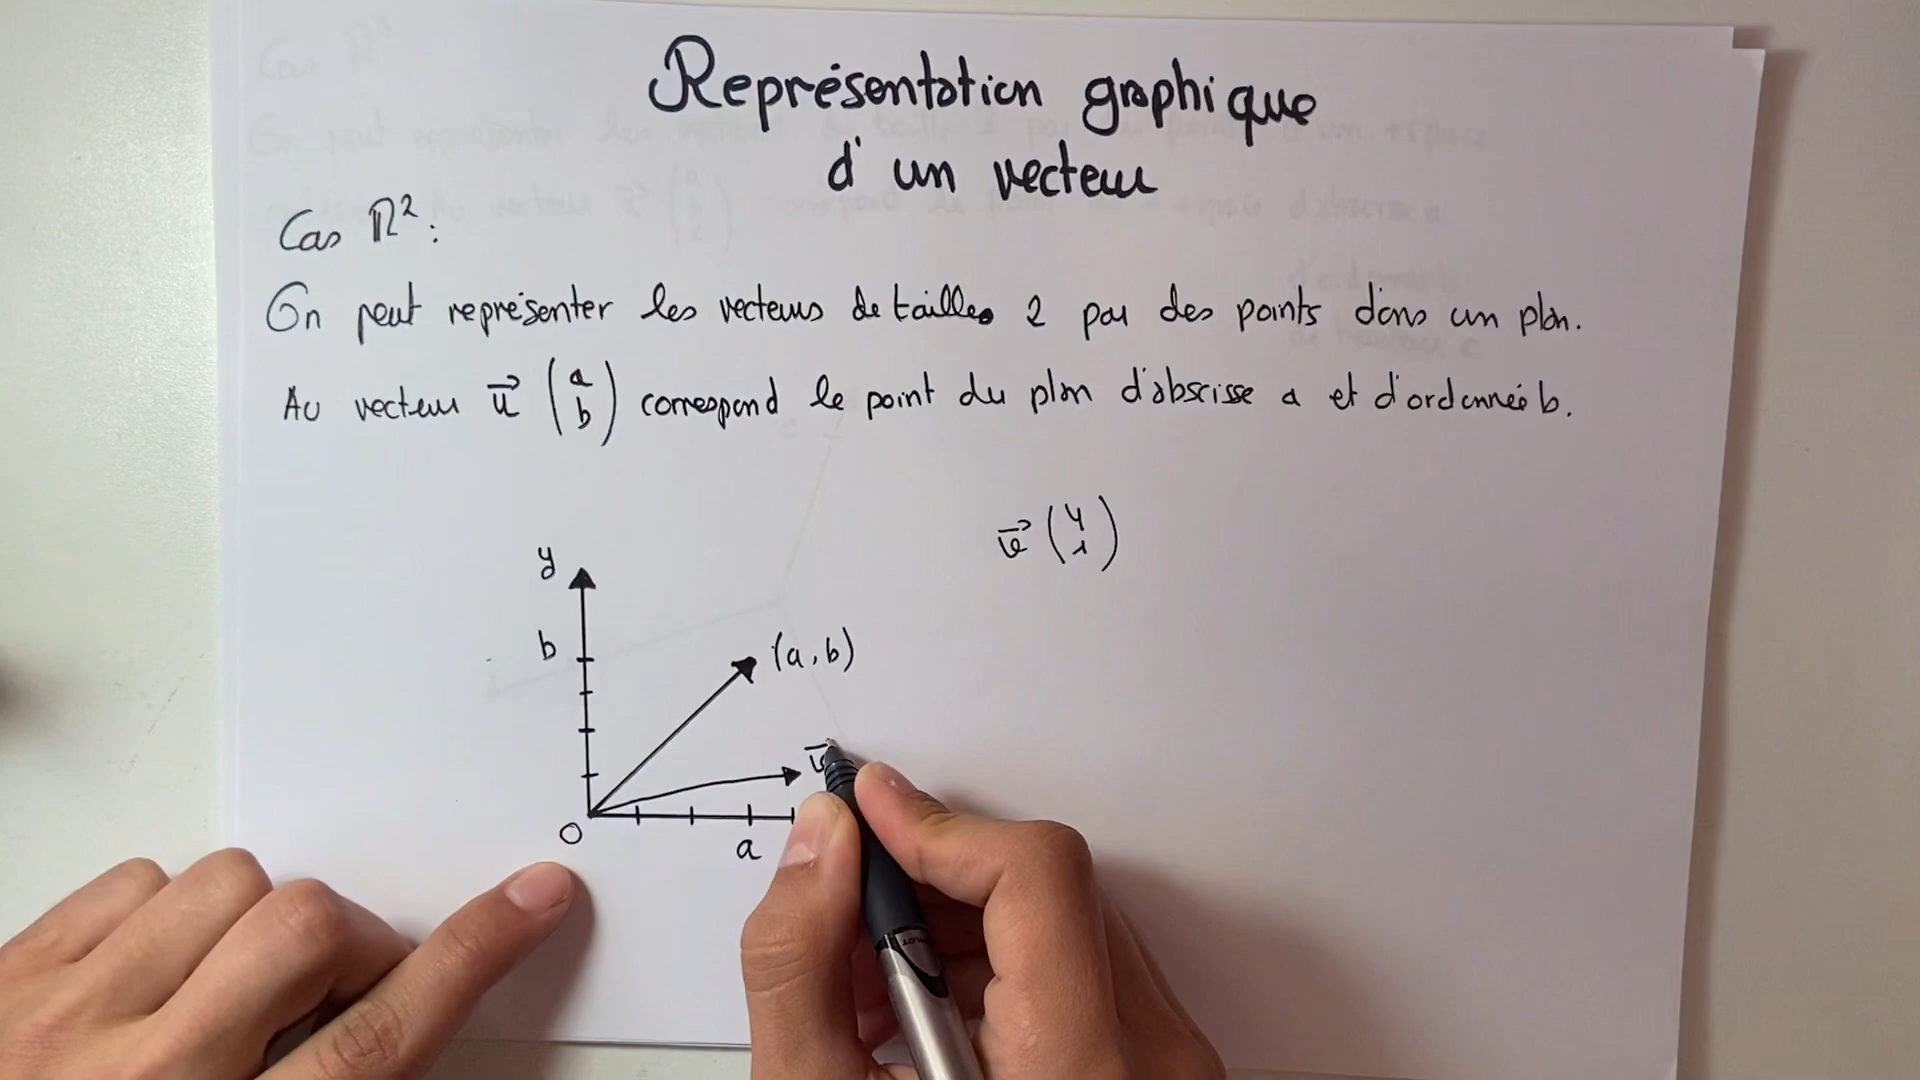 Représentation graphique
d'un vecteur
Cas ℝ²:
On peut représenter les vecteurs de tailles 2 par des points dans un plan.
Au vecteur u⃗ (a b) correspond le point du plan d'abscisse a et d'ordonnée b.
v⃗ (4 1)
y
b
(a,b)
v⃗
O
a